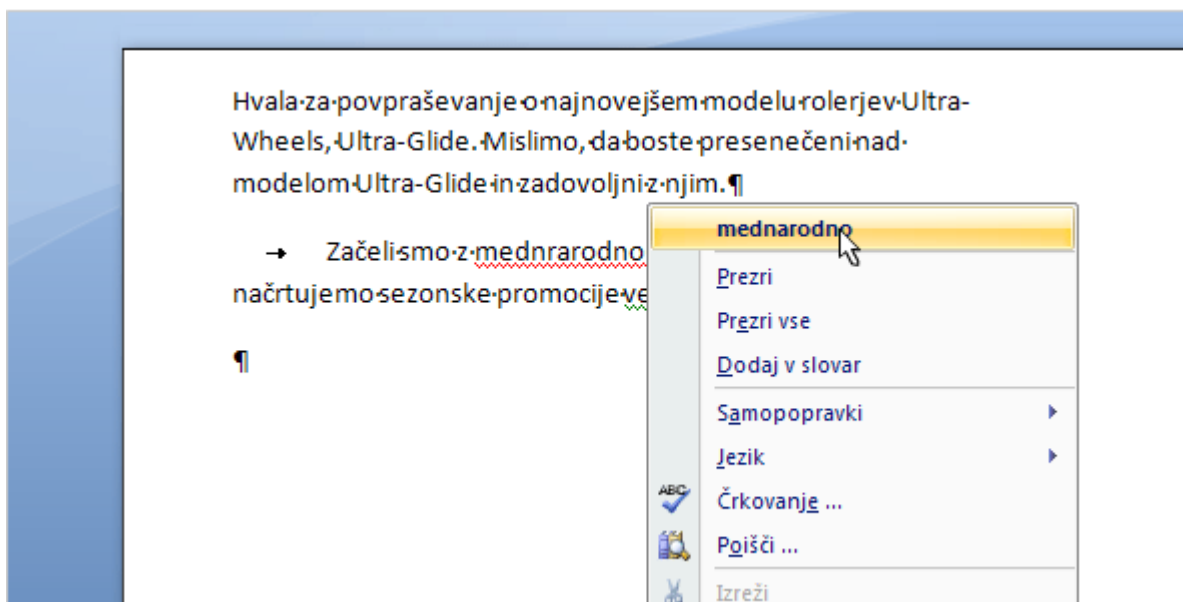 Hvala·za·povpraševanje·o·najnovejšem·modelu·rolerjev·Ultra-
Wheels,·Ultra-Glide.·Mislimo,·da·boste·presenečeni·nad·
modelom·Ultra-Glide·in·zadovoljni·z·njim.¶
→ Začeli·smo·z·mednrarodno
načrtujemo·sezonske·promocije·ve
¶
mednarodno
Prezri
Prezri vse
Dodaj v slovar
Samopopravki
Jezik
ABC Črkovanje ...
Poišči ...
Izreži